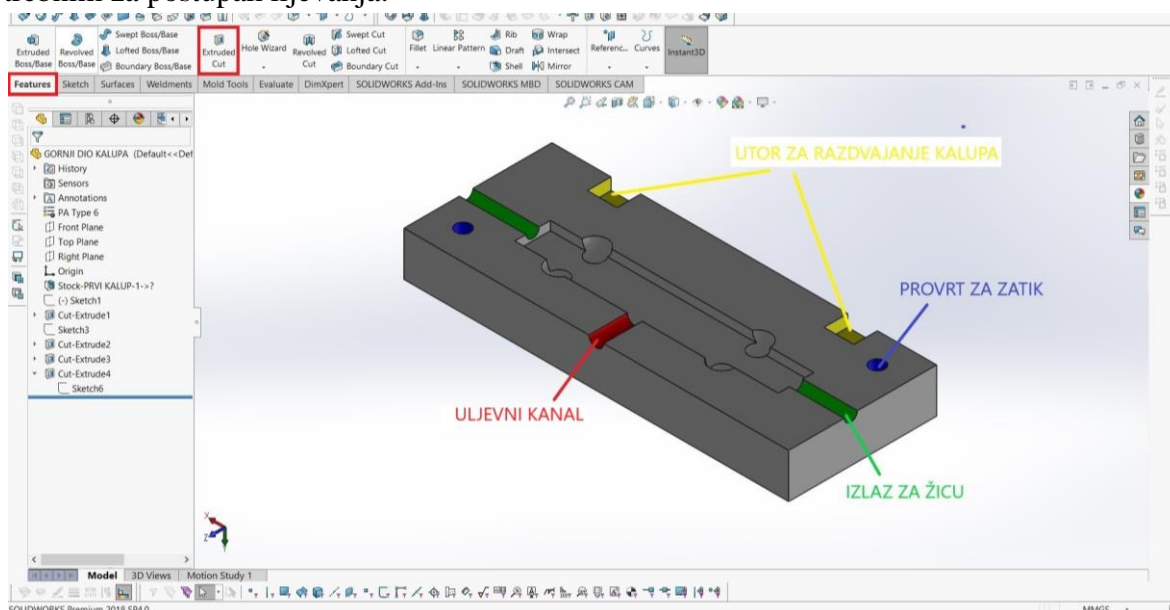 Swept Boss/Base
Lofted Boss/Base
Boundary Boss/Base
Extruded Boss/Base
Revolved Boss/Base
Extruded Cut
Hole Wizard
Revolved Cut
Swept Cut
Lofted Cut
Boundary Cut
Fillet
Linear Pattern
Rib
Draft
Shell
Wrap
Intersect
Mirror
Referenc...
Curves
Instant3D
Features Sketch Surfaces Weldments Mold Tools Evaluate DimXpert SOLIDWORKS Add-Ins SOLIDWORKS MBD SOLIDWORKS CAM
GORNJI DIO KALUPA (Default<<Def
History
Sensors
Annotations
PA Type 6
Front Plane
Top Plane
Right Plane
Origin
Stock-PRVI KALUP-1->?
(-) Sketch1
Cut-Extrude1
Sketch3
Cut-Extrude2
Cut-Extrude3
Cut-Extrude4
Sketch6
UTOR ZA RAZDVAJANJE KALUPA
PROVRT ZA ZATIK
ULJEVNI KANAL
IZLAZ ZA ŽICU
X
Z
Model 3D Views Motion Study 1
SOLIDWORKS Premium 2018 SP4.0
MMGS